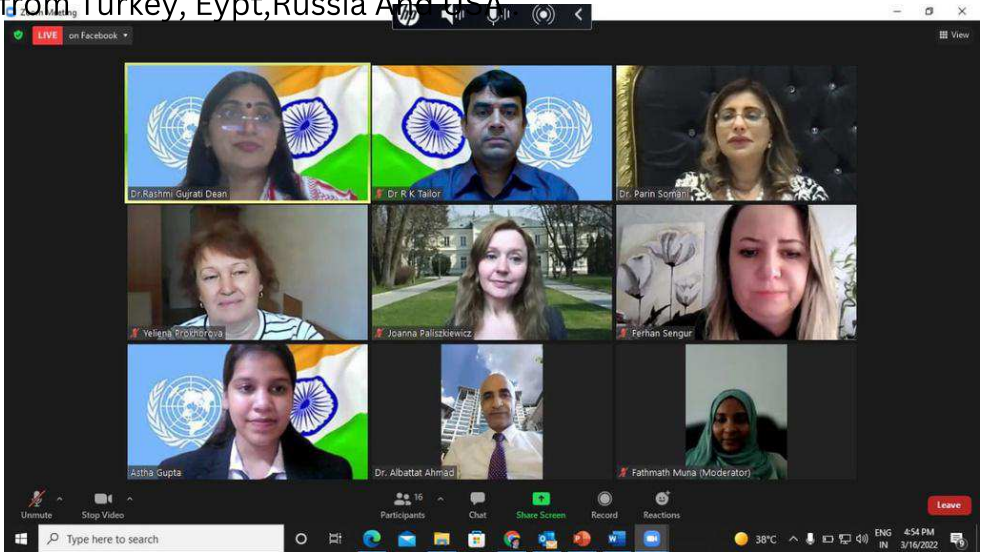 from Turkey, Eypt,Russia And USA .
Zoom Meeting
LIVE on Facebook
View
Dr.Rashmi Gujrati Dean
Dr R K Tailor
Dr. Parin Somani
Yeliena Prokhorova
Joanna Paliszkiewicz
Ferhan Sengur
Astha Gupta
Dr. Albattat Ahmad
Fathmath Muna (Moderator)
Unmute
Stop Video
Participants
16
Chat
Share Screen
Record
Reactions
Leave
Type here to search
38°C
ENG
IN
4:54 PM
3/16/2022